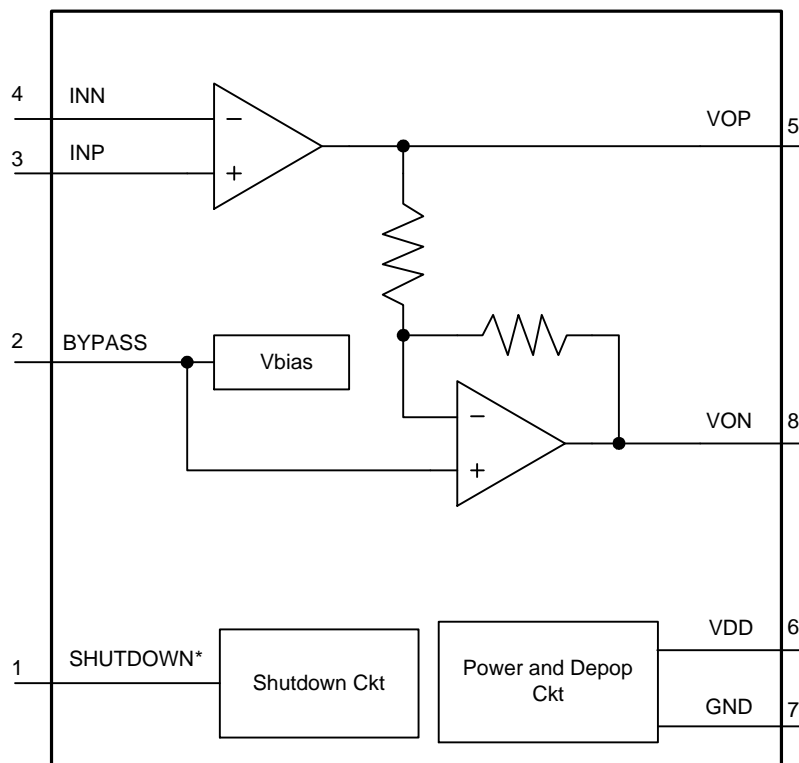 4 INN
−
VOP 5
3 INP
+
2 BYPASS
Vbias
−
VON 8
+
VDD 6
1 SHUTDOWN*
Shutdown Ckt
Power and Depop
Ckt
GND 7